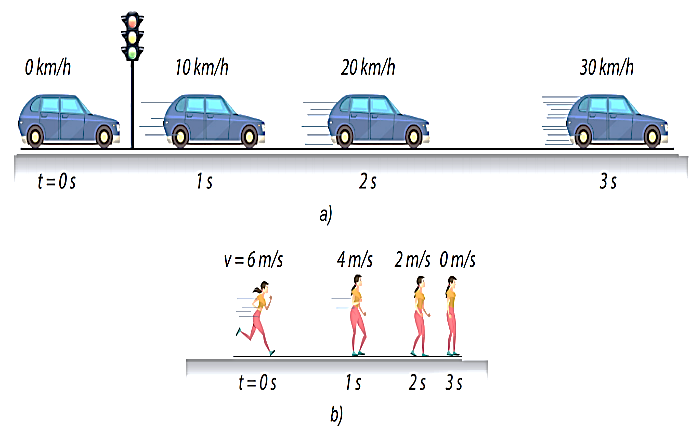 0 km/h 10 km/h 20 km/h 30 km/h
t = 0 s 1 s 2 s 3 s
a)
v = 6 m/s 4 m/s 2 m/s 0 m/s
t = 0 s 1 s 2 s 3 s
b)